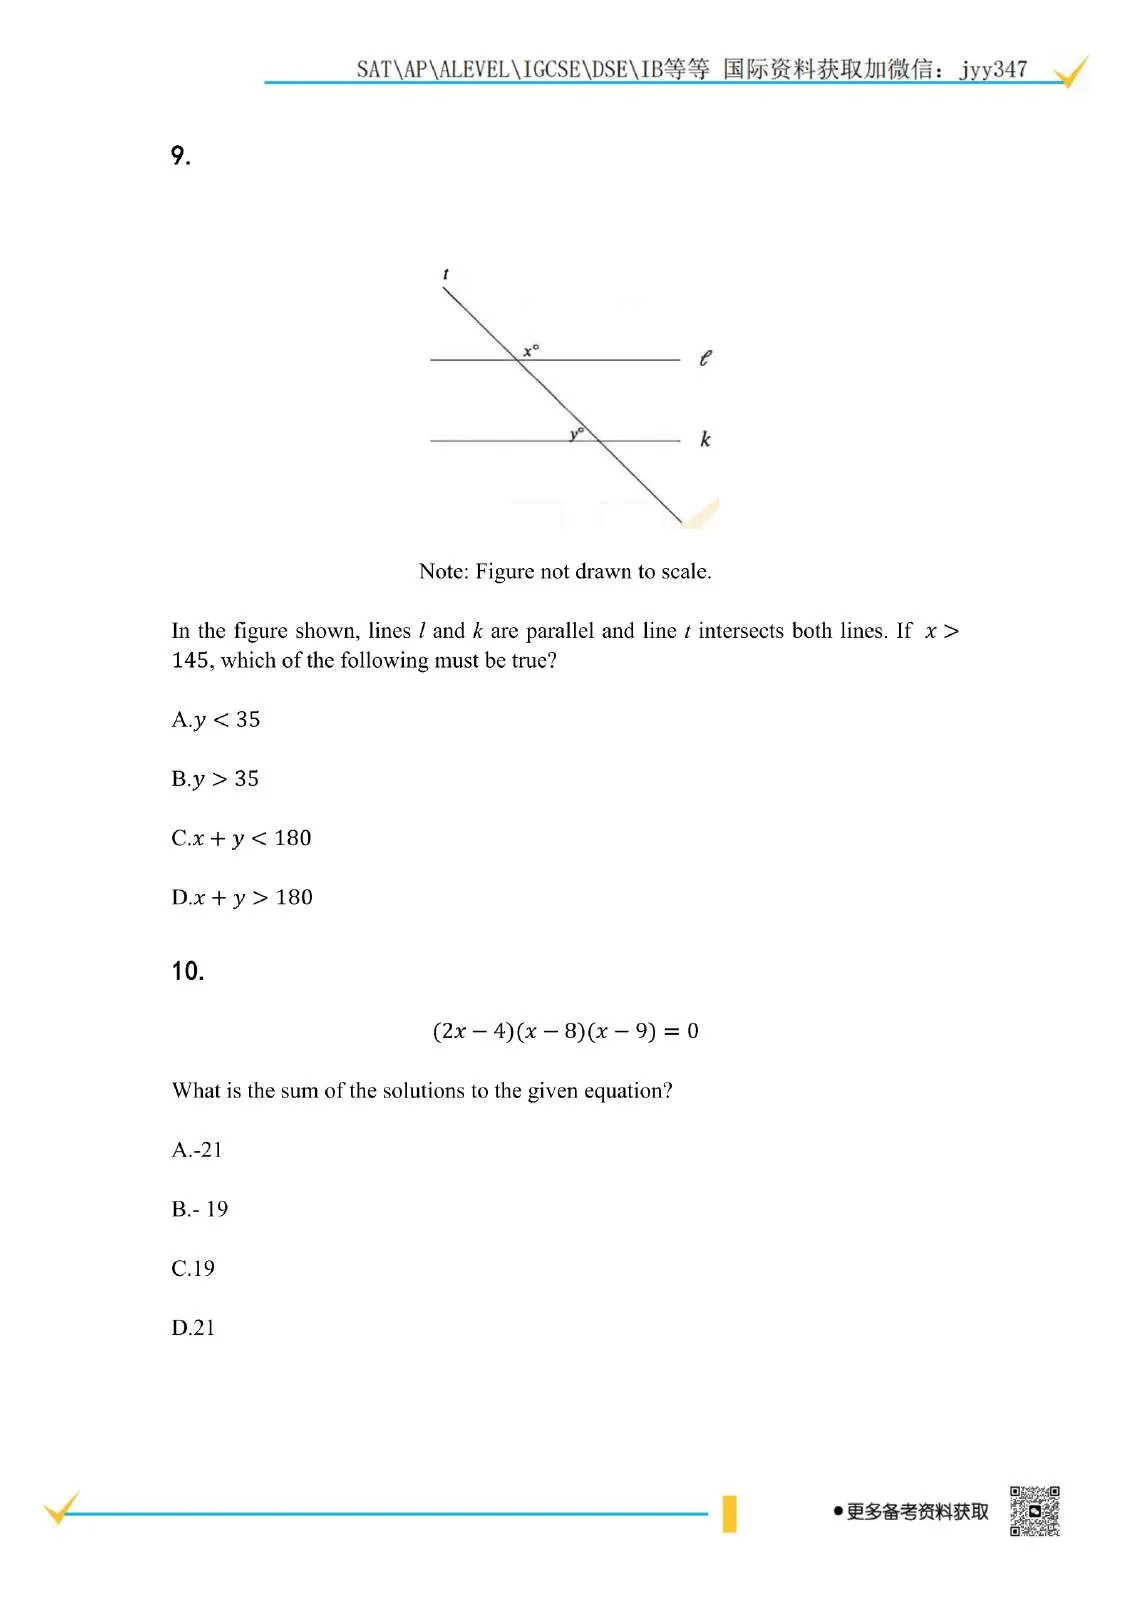 SAT\AP\ALEVEL\IGCSE\DSE\IB等等 国际资料获取加微信：jyy347
9.
t
x°
ℓ
y°
k
Note: Figure not drawn to scale.
In the figure shown, lines l and k are parallel and line t intersects both lines. If x >
145, which of the following must be true?
A.y < 35
B.y > 35
C.x + y < 180
D.x + y > 180
10.
(2x − 4)(x − 8)(x − 9) = 0
What is the sum of the solutions to the given equation?
A.-21
B.- 19
C.19
D.21
●更多备考资料获取